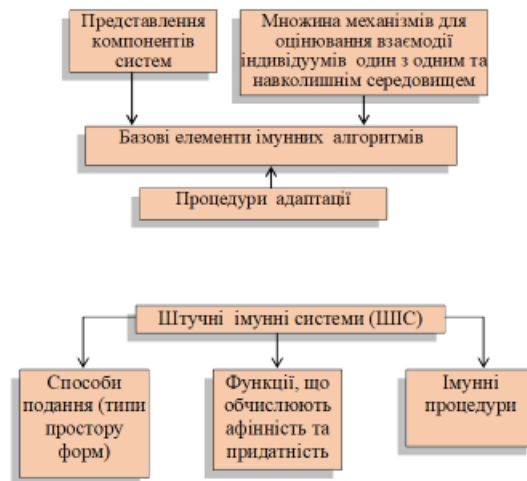 Представлення
компонентів
систем
Множина механізмів для
оцінювання взаємодії
індивідуумів один з одним та
навколишнім середовищем
Базові елементи імунних алгоритмів
Процедури адаптації
Штучні імунні системи (ШІС)
Способи
подання (типи
простору
форм)
Функції, що
обчислюють
афінність та
придатність
Імунні
процедури